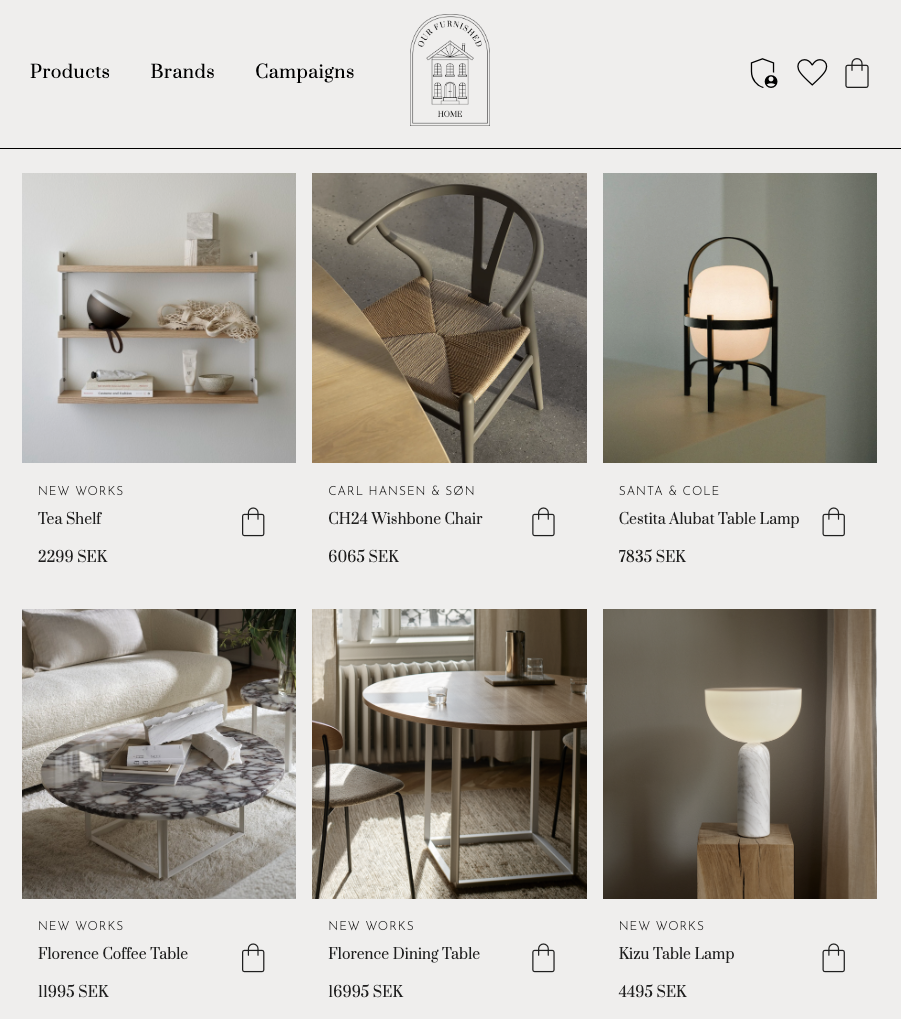 Products
Brands
Campaigns
OUR FURNISHED
HOME
NEW WORKS
Tea Shelf
2299 SEK
CARL HANSEN & SØN
CH24 Wishbone Chair
6065 SEK
SANTA & COLE
Cestita Alubat Table Lamp
7835 SEK
NEW WORKS
Florence Coffee Table
11995 SEK
NEW WORKS
Florence Dining Table
16995 SEK
NEW WORKS
Kizu Table Lamp
4495 SEK